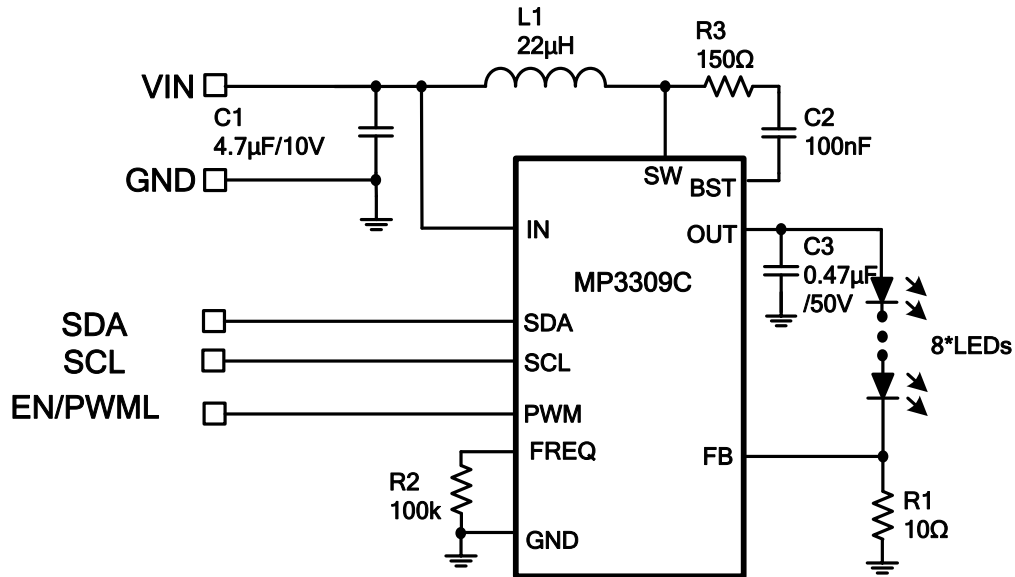 L1
22µH
R3
150Ω
VIN
C1
4.7µF/10V
C2
100nF
GND
SW
BST
IN
OUT
C3
0.47µF
/50V
MP3309C
SDA
SDA
SCL
SCL
8*LEDs
EN/PWML
PWM
FREQ
FB
R2
100k
R1
10Ω
GND